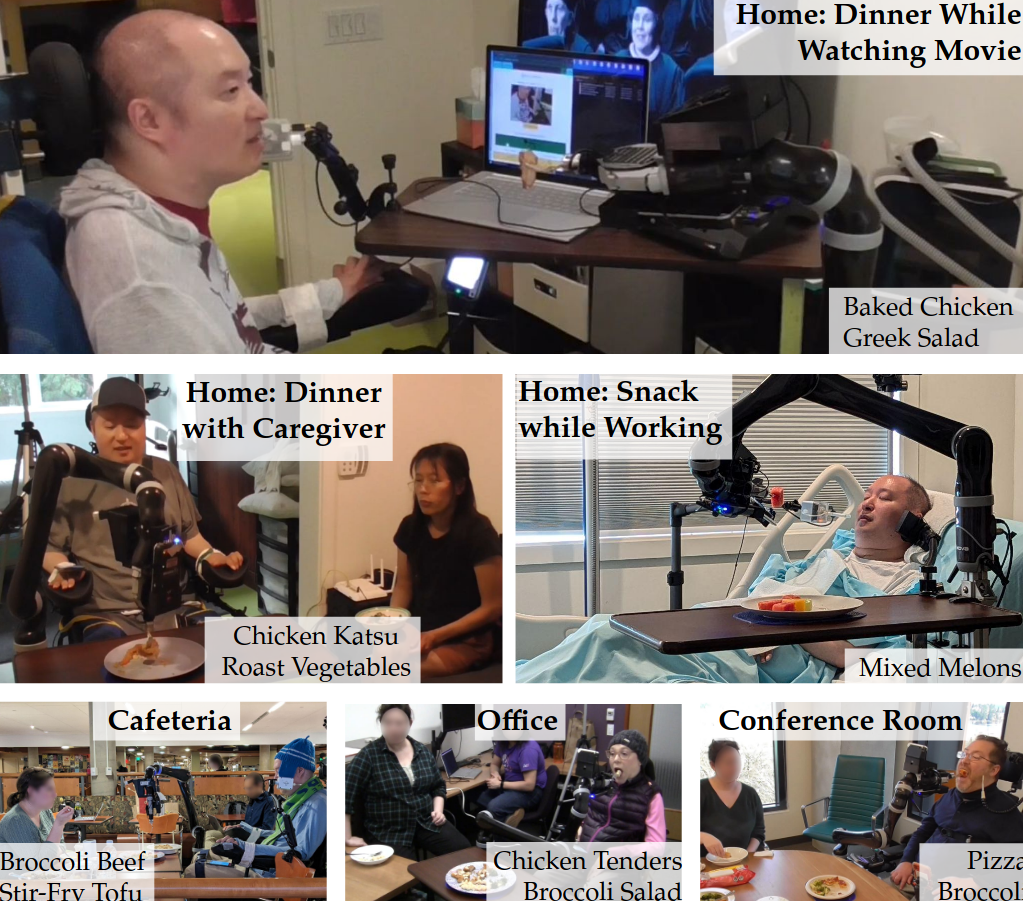 Home: Dinner While
Watching Movie
Baked Chicken
Greek Salad
Home: Dinner
with Caregiver
Chicken Katsu
Roast Vegetables
Home: Snack
while Working
Mixed Melons
Cafeteria
Broccoli Beef
Stir-Fry Tofu
Office
Chicken Tenders
Broccoli Salad
Conference Room
Pizza
Broccoli